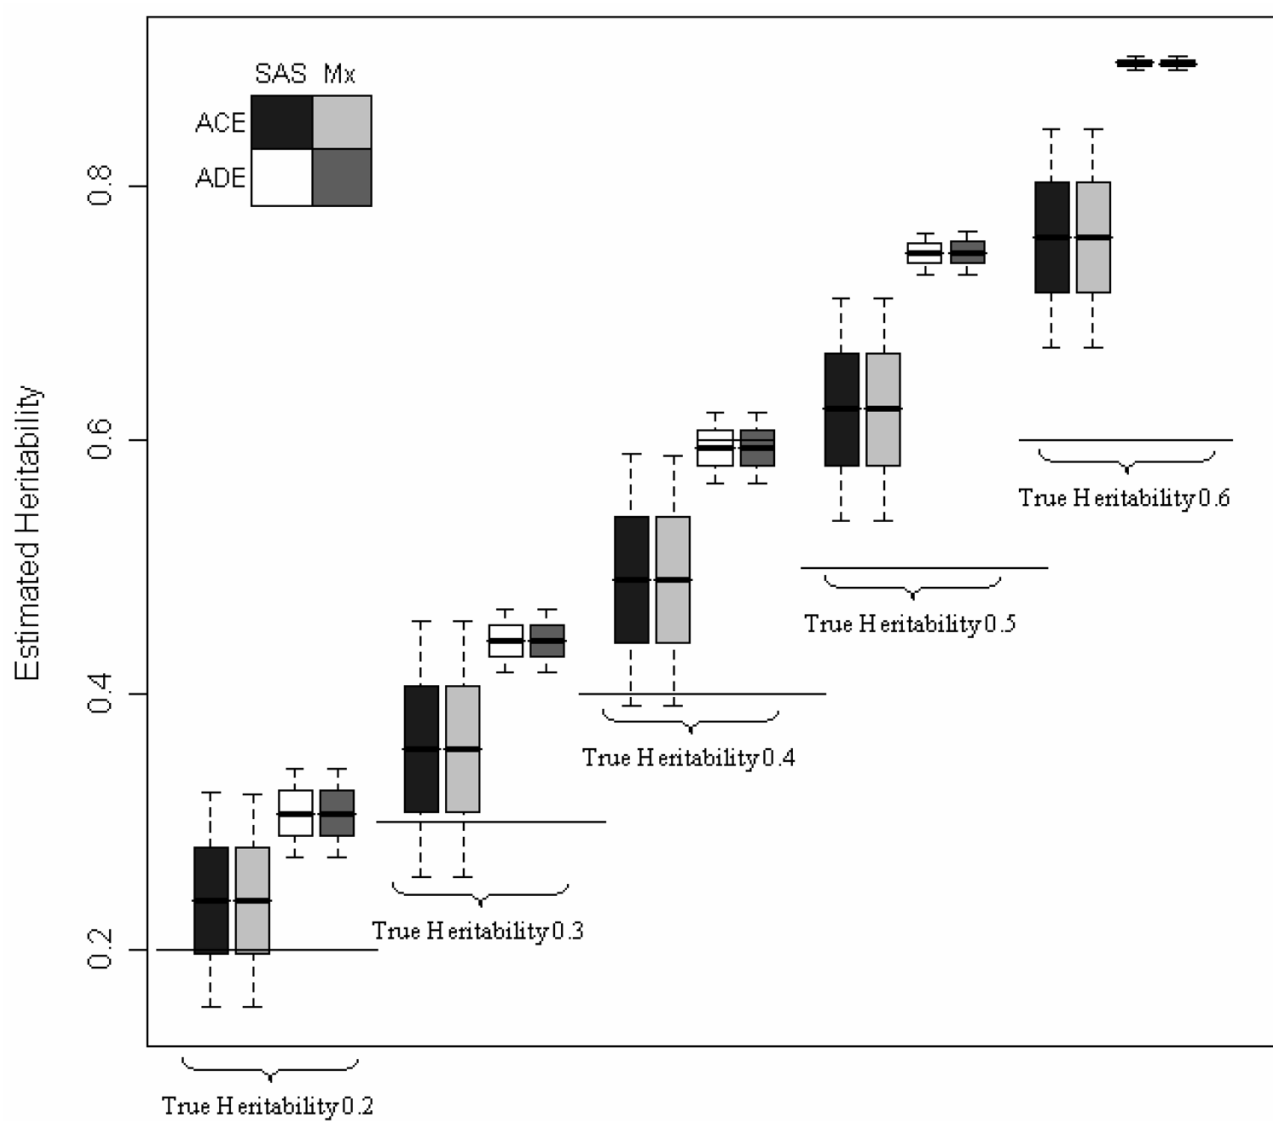 SAS Mx
ACE
ADE
0.8
0.6
0.4
0.2
Estimated Heritability
True Heritability 0.6
True Heritability 0.5
True Heritability 0.4
True Heritability 0.3
True Heritability 0.2